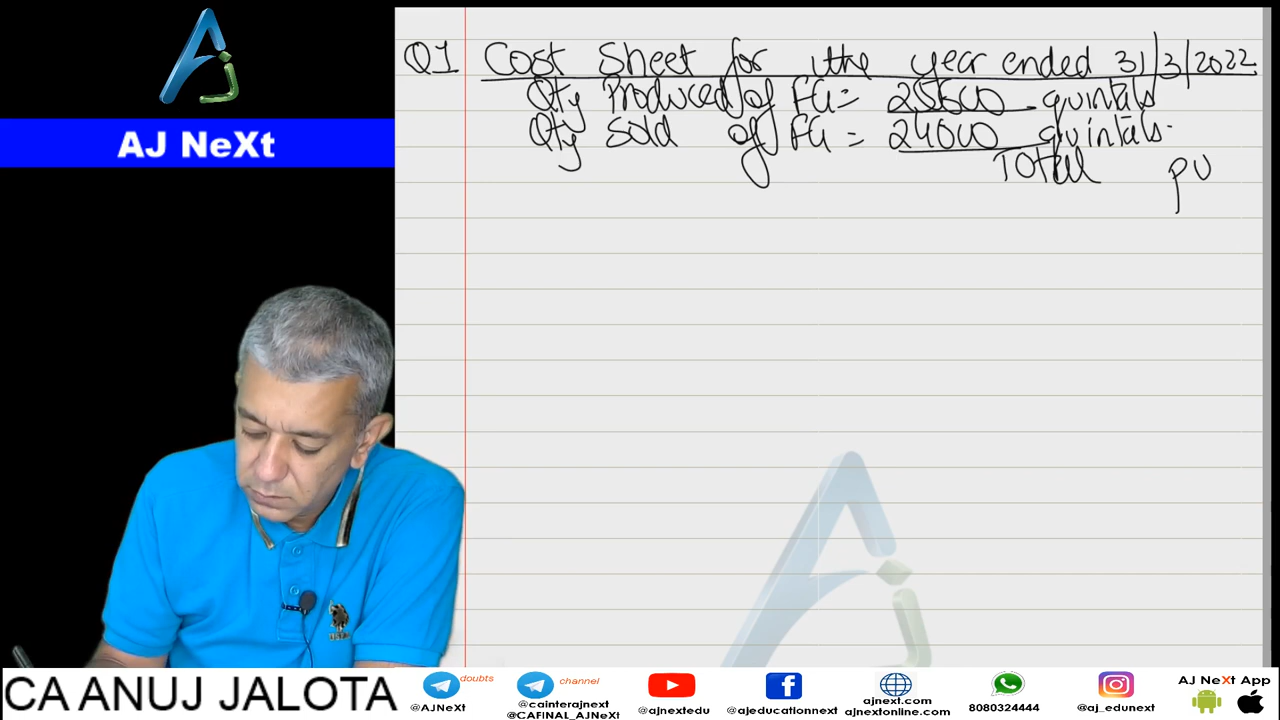 AJ NeXt
Q1 Cost Sheet for the year ended 31/3/2022
Qty Produced of FG = 25600 quintals
Qty Sold of FG = 24000 quintals.
Total pu
CA ANUJ JALOTA
doubts
@AJNeXt
channel
@cainterajnext
@CAFINAL_AJNeXt
@ajnextedu
@ajeducationnext
ajnext.com
ajnextonline.com
8080324444
@aj_edunext
AJ NeXt App